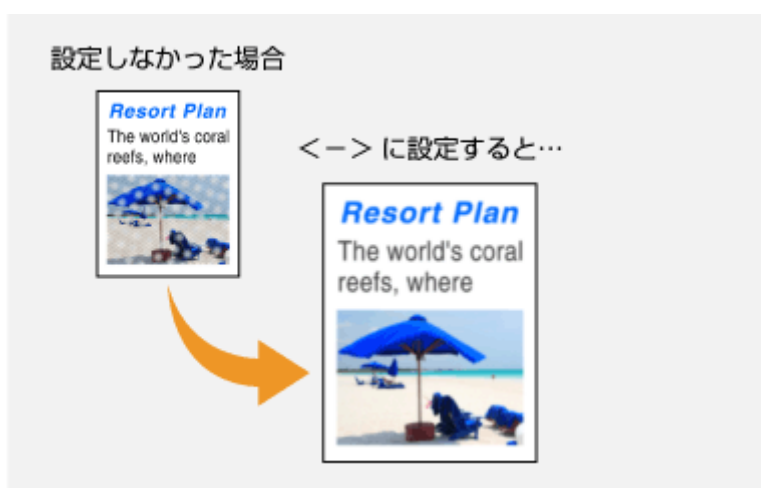 設定しなかった場合
Resort Plan
The world's coral
reefs, where
＜－＞ に設定すると…
Resort Plan
The world's coral
reefs, where